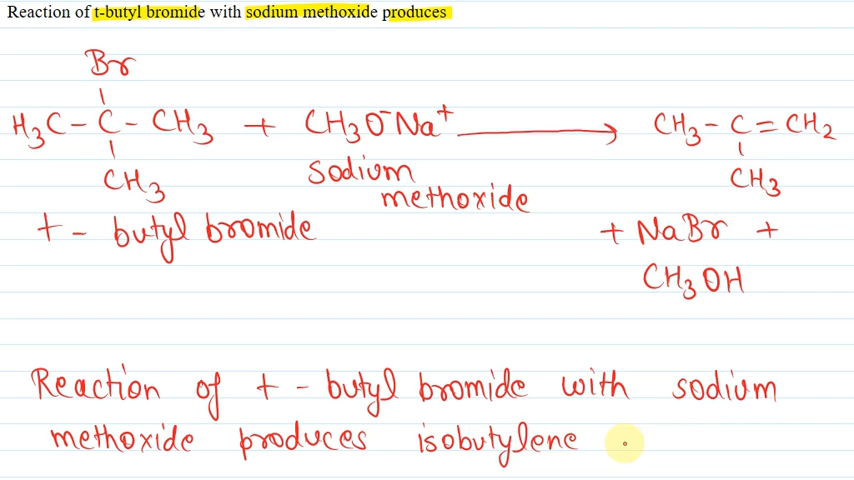 Reaction of t-butyl bromide with sodium methoxide produces
Br
H3C - C - CH3 + CH3O⁻Na⁺ → CH3 - C = CH2
CH3 sodium methoxide CH3
t - butyl bromide + NaBr +
CH3OH
Reaction of t - butyl bromide with sodium
methoxide produces isobutylene